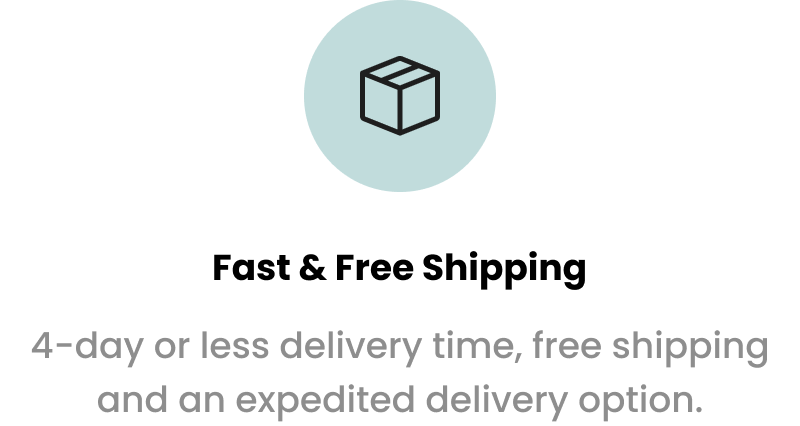 Fast & Free Shipping
4-day or less delivery time, free shipping
and an expedited delivery option.